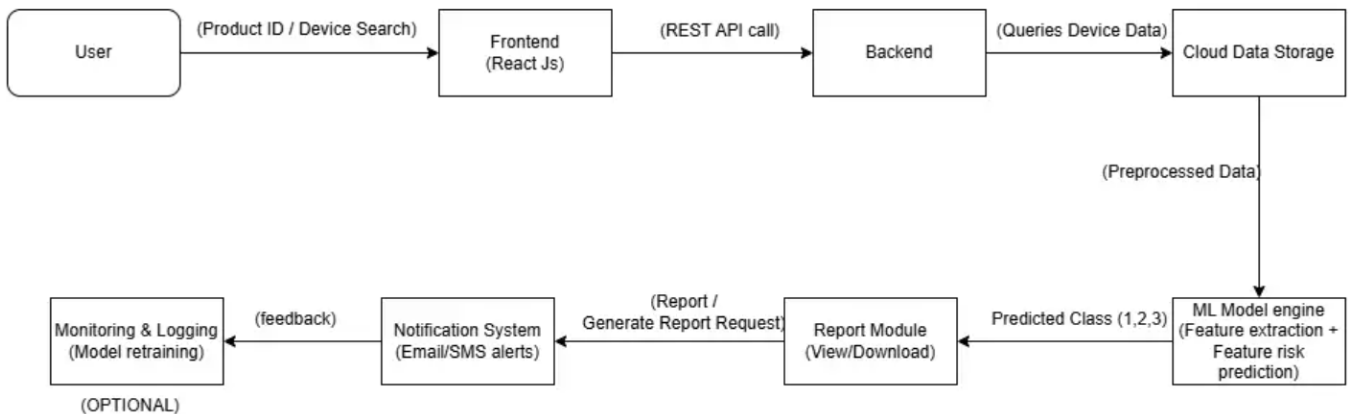 User
(Product ID / Device Search)
Frontend
(React Js)
(REST API call)
Backend
(Queries Device Data)
Cloud Data Storage
(Preprocessed Data)
ML Model engine
(Feature extraction +
Feature risk
prediction)
Predicted Class (1,2,3)
Report Module
(View/Download)
(Report /
Generate Report Request)
Notification System
(Email/SMS alerts)
(feedback)
Monitoring & Logging
(Model retraining)
(OPTIONAL)